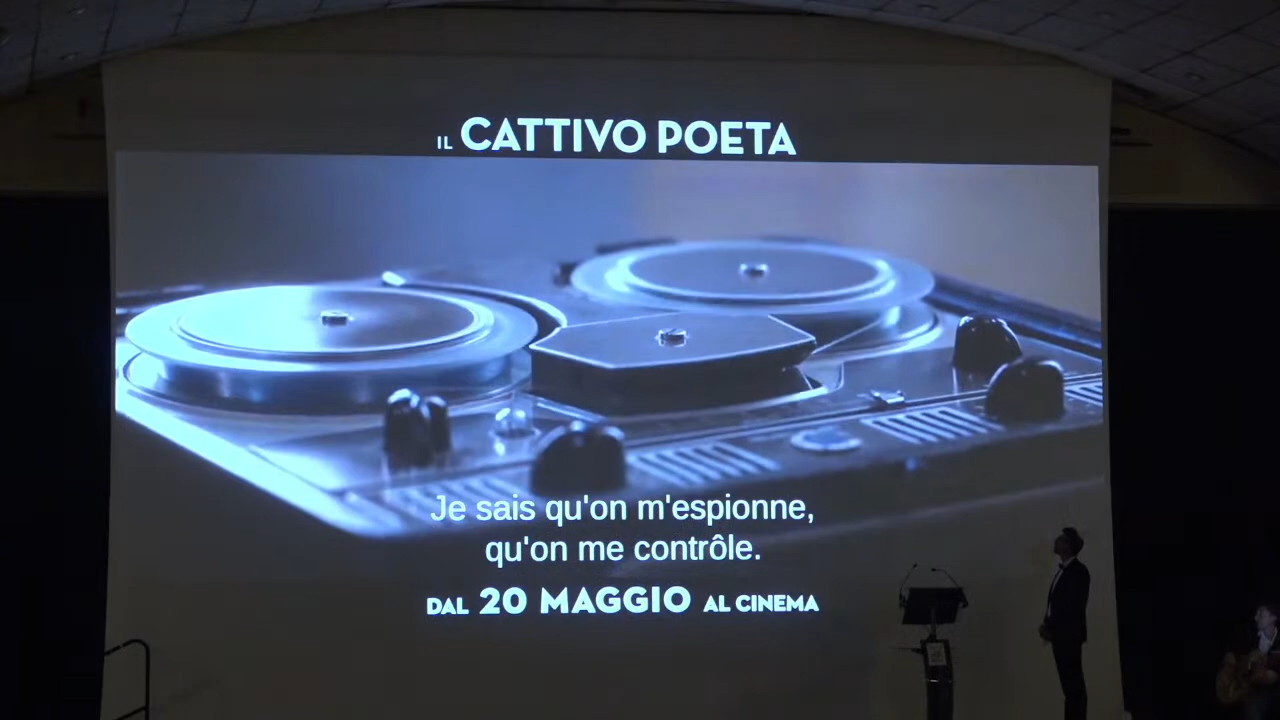 IL CATTIVO POETA
Je sais qu'on m'espionne,
qu'on me contrôle.
DAL 20 MAGGIO AL CINEMA